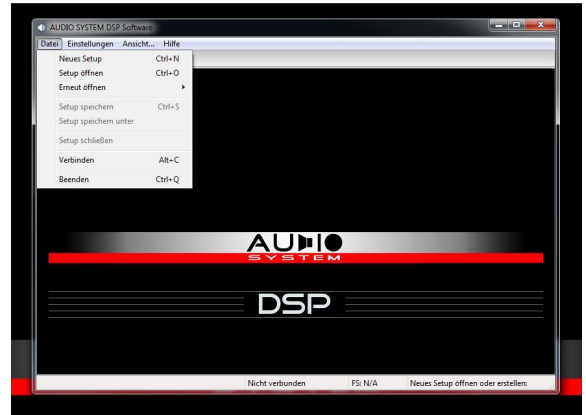 AUDIO SYSTEM DSP Software
Datei Einstellungen Ansicht... Hilfe
Neues Setup Ctrl+N
Setup öffnen Ctrl+O
Erneut öffnen
Setup speichern Ctrl+S
Setup speichern unter
Setup schließen
Verbinden Alt+C
Beenden Ctrl+Q
AUDIO
SYSTEM
DSP
Nicht verbunden FS: N/A Neues Setup öffnen oder erstellen: